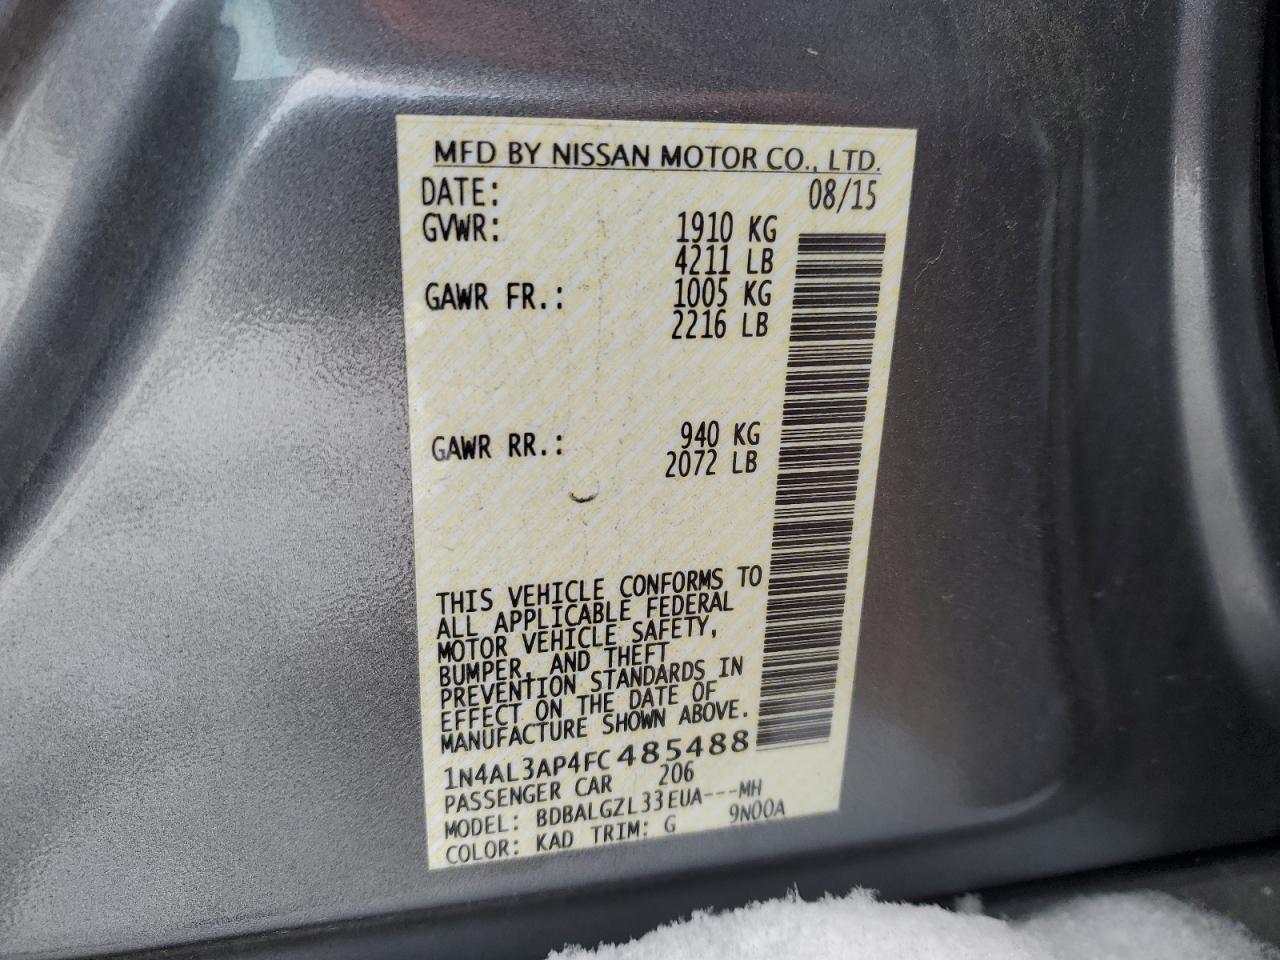 MFD BY NISSAN MOTOR CO., LTD.
DATE: 08/15
GVWR: 1910 KG
4211 LB
GAWR FR.: 1005 KG
2216 LB
GAWR RR.: 940 KG
2072 LB
THIS VEHICLE CONFORMS TO
ALL APPLICABLE FEDERAL
MOTOR VEHICLE SAFETY,
BUMPER, AND THEFT
PREVENTION STANDARDS IN
EFFECT ON THE DATE OF
MANUFACTURE SHOWN ABOVE.
1N4AL3AP4FC485488
PASSENGER CAR 206
MODEL: BDBALGZL33EUA---MH
COLOR: KAD TRIM: G 9N00A